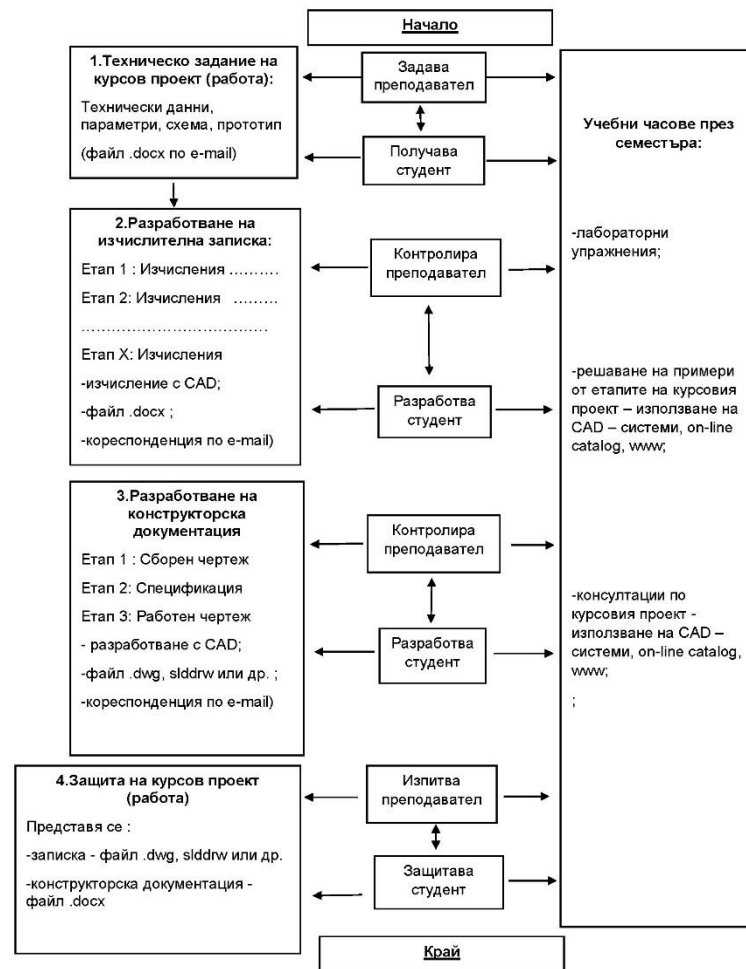 Начало
1.Техническо задание на
курсов проект (работа):
Технически данни,
параметри, схема, прототип
(файл .docx по e-mail)
Задава
преподавател
Получава
студент
Учебни часове през
семестъра:
-лабораторни
упражнения;
-решаване на примери
от етапите на курсовия
проект – използване на
CAD – системи, on-line
catalog, www;
-консултации по
курсовия проект -
използване на CAD –
системи, on-line catalog,
www;
;
2.Разработване на
изчислителна записка:
Етап 1 : Изчисления ……….
Етап 2: Изчисления ………
……………………………….
Етап X: Изчисления
-изчисление с CAD;
-файл .docx ;
-кореспонденция по e-mail)
Контролира
преподавател
Разработва
студент
3.Разработване на
конструкторска
документация
Етап 1 : Сборен чертеж
Етап 2: Спецификация
Етап 3: Работен чертеж
- разработване с CAD;
-файл .dwg, slddrw или др. ;
-кореспонденция по e-mail)
Контролира
преподавател
Разработва
студент
4.Защита на курсов проект
(работа)
Представя се :
-записка - файл .dwg, slddrw или др.
-конструкторска документация -
файл .docx
Изпитва
преподавател
Защитава
студент
Край